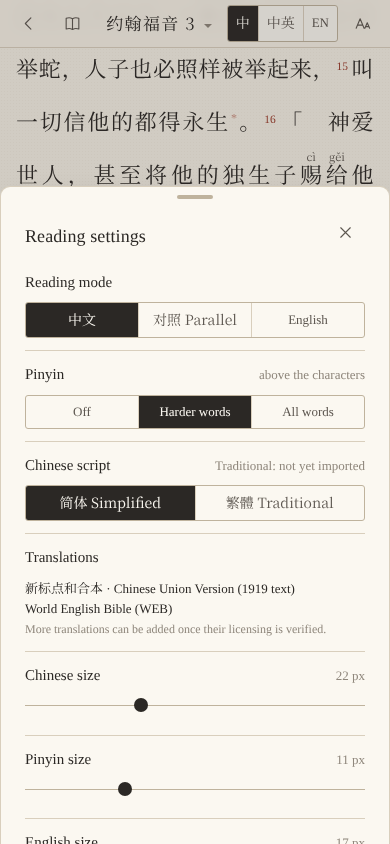 约翰福音 3 中 中英 EN AA
举蛇，人子也必照样被举起来，15 叫
一切信他的都得永生*。16 「 神爱
cì gěi
世人，甚至将他的独生子赐给他
Reading settings
Reading mode
中文 对照 Parallel English
Pinyin above the characters
Off Harder words All words
Chinese script Traditional: not yet imported
简体 Simplified 繁體 Traditional
Translations
新标点和合本 · Chinese Union Version (1919 text)
World English Bible (WEB)
More translations can be added once their licensing is verified.
Chinese size 22 px
Pinyin size 11 px
English size 17 px